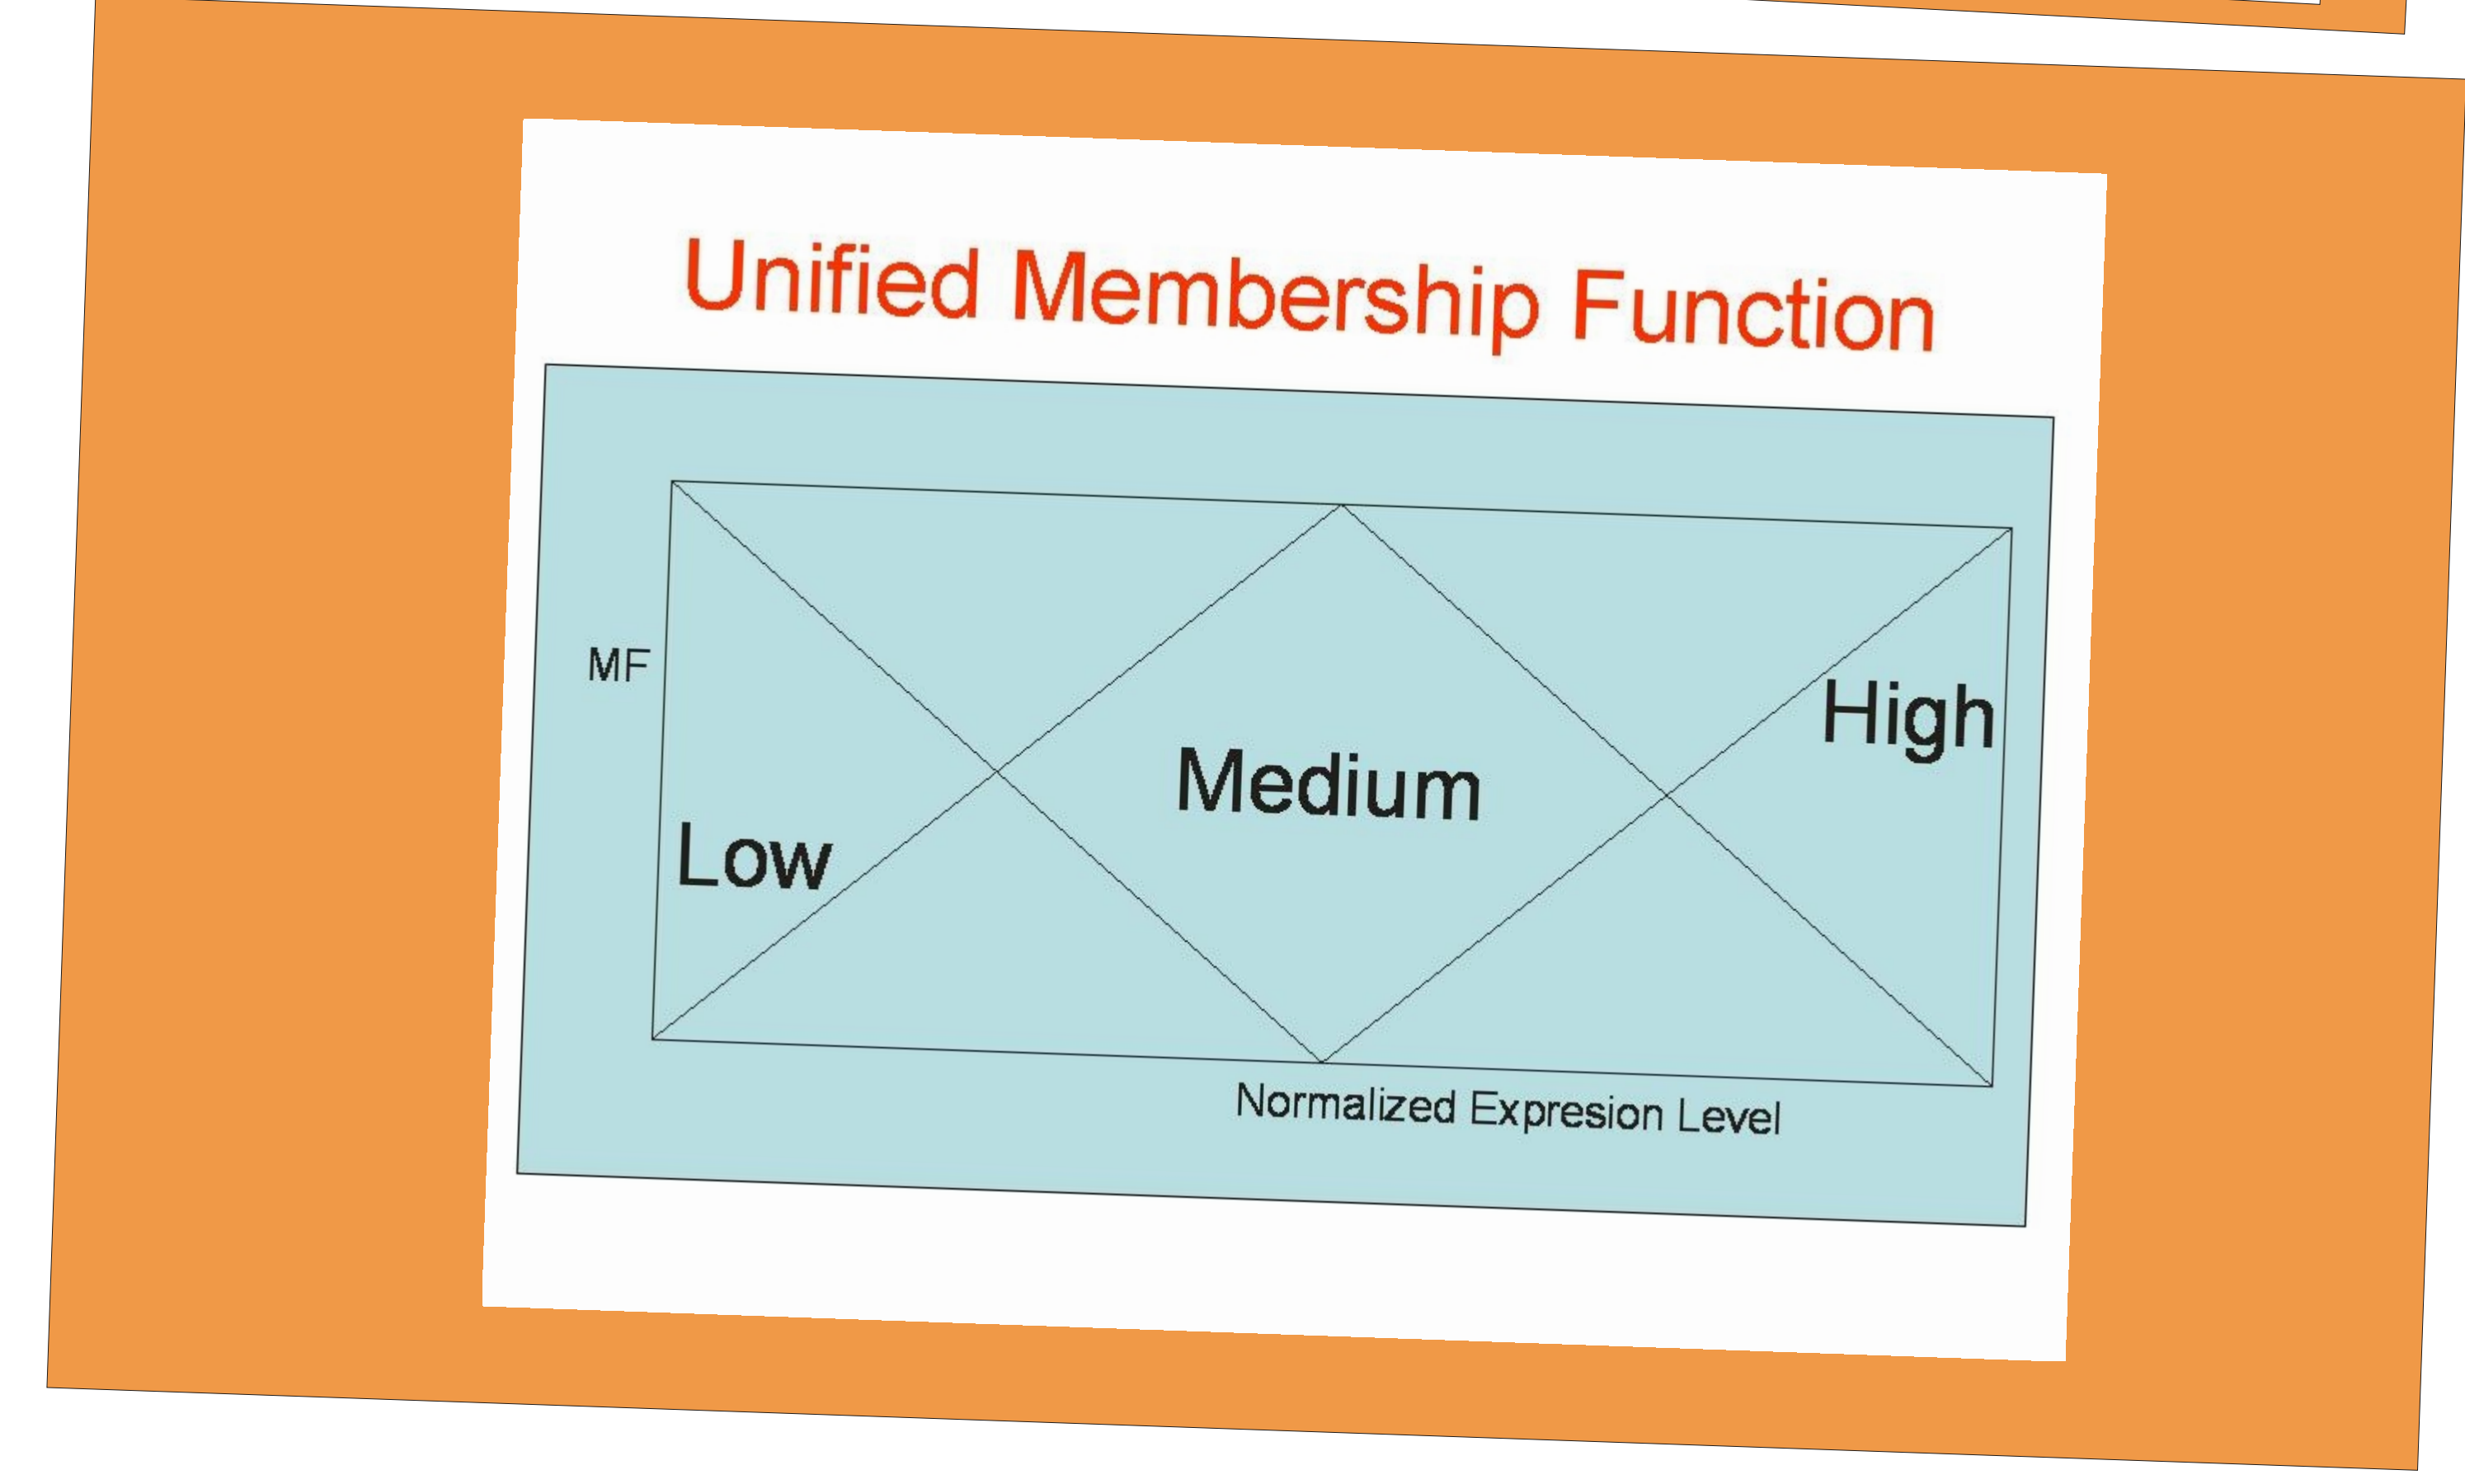 Unified Membership Function
MF
High
Medium
Low
Normalized Expresion Level